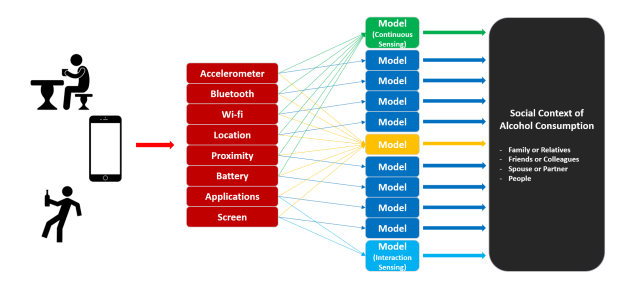 Accelerometer
Bluetooth
Wi-fi
Location
Proximity
Battery
Applications
Screen
Model
(Continuous
Sensing)
Model
Model
Model
Model
Model
Model
Model
Model
Model
Model
(Interaction
Sensing)
Social Context of
Alcohol Consumption
- Family or Relatives
- Friends or Colleagues
- Spouse or Partner
- People